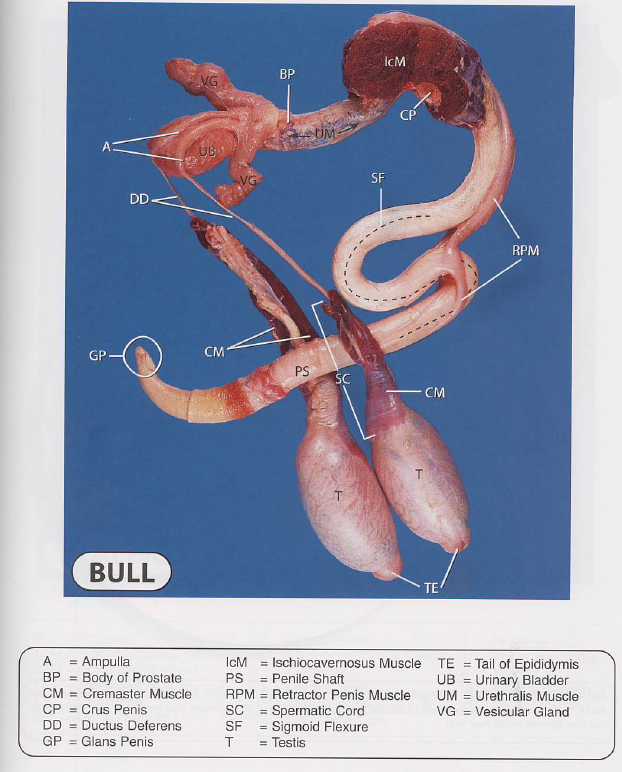 VG
BP
IcM
CP
UM
A
UB
VG
SF
DD
RPM
GP
CM
PS
SC
CM
T
T
TE
BULL
A = Ampulla
BP = Body of Prostate
CM = Cremaster Muscle
CP = Crus Penis
DD = Ductus Deferens
GP = Glans Penis
IcM = Ischiocavernosus Muscle
PS = Penile Shaft
RPM = Retractor Penis Muscle
SC = Spermatic Cord
SF = Sigmoid Flexure
T = Testis
TE = Tail of Epididymis
UB = Urinary Bladder
UM = Urethralis Muscle
VG = Vesicular Gland